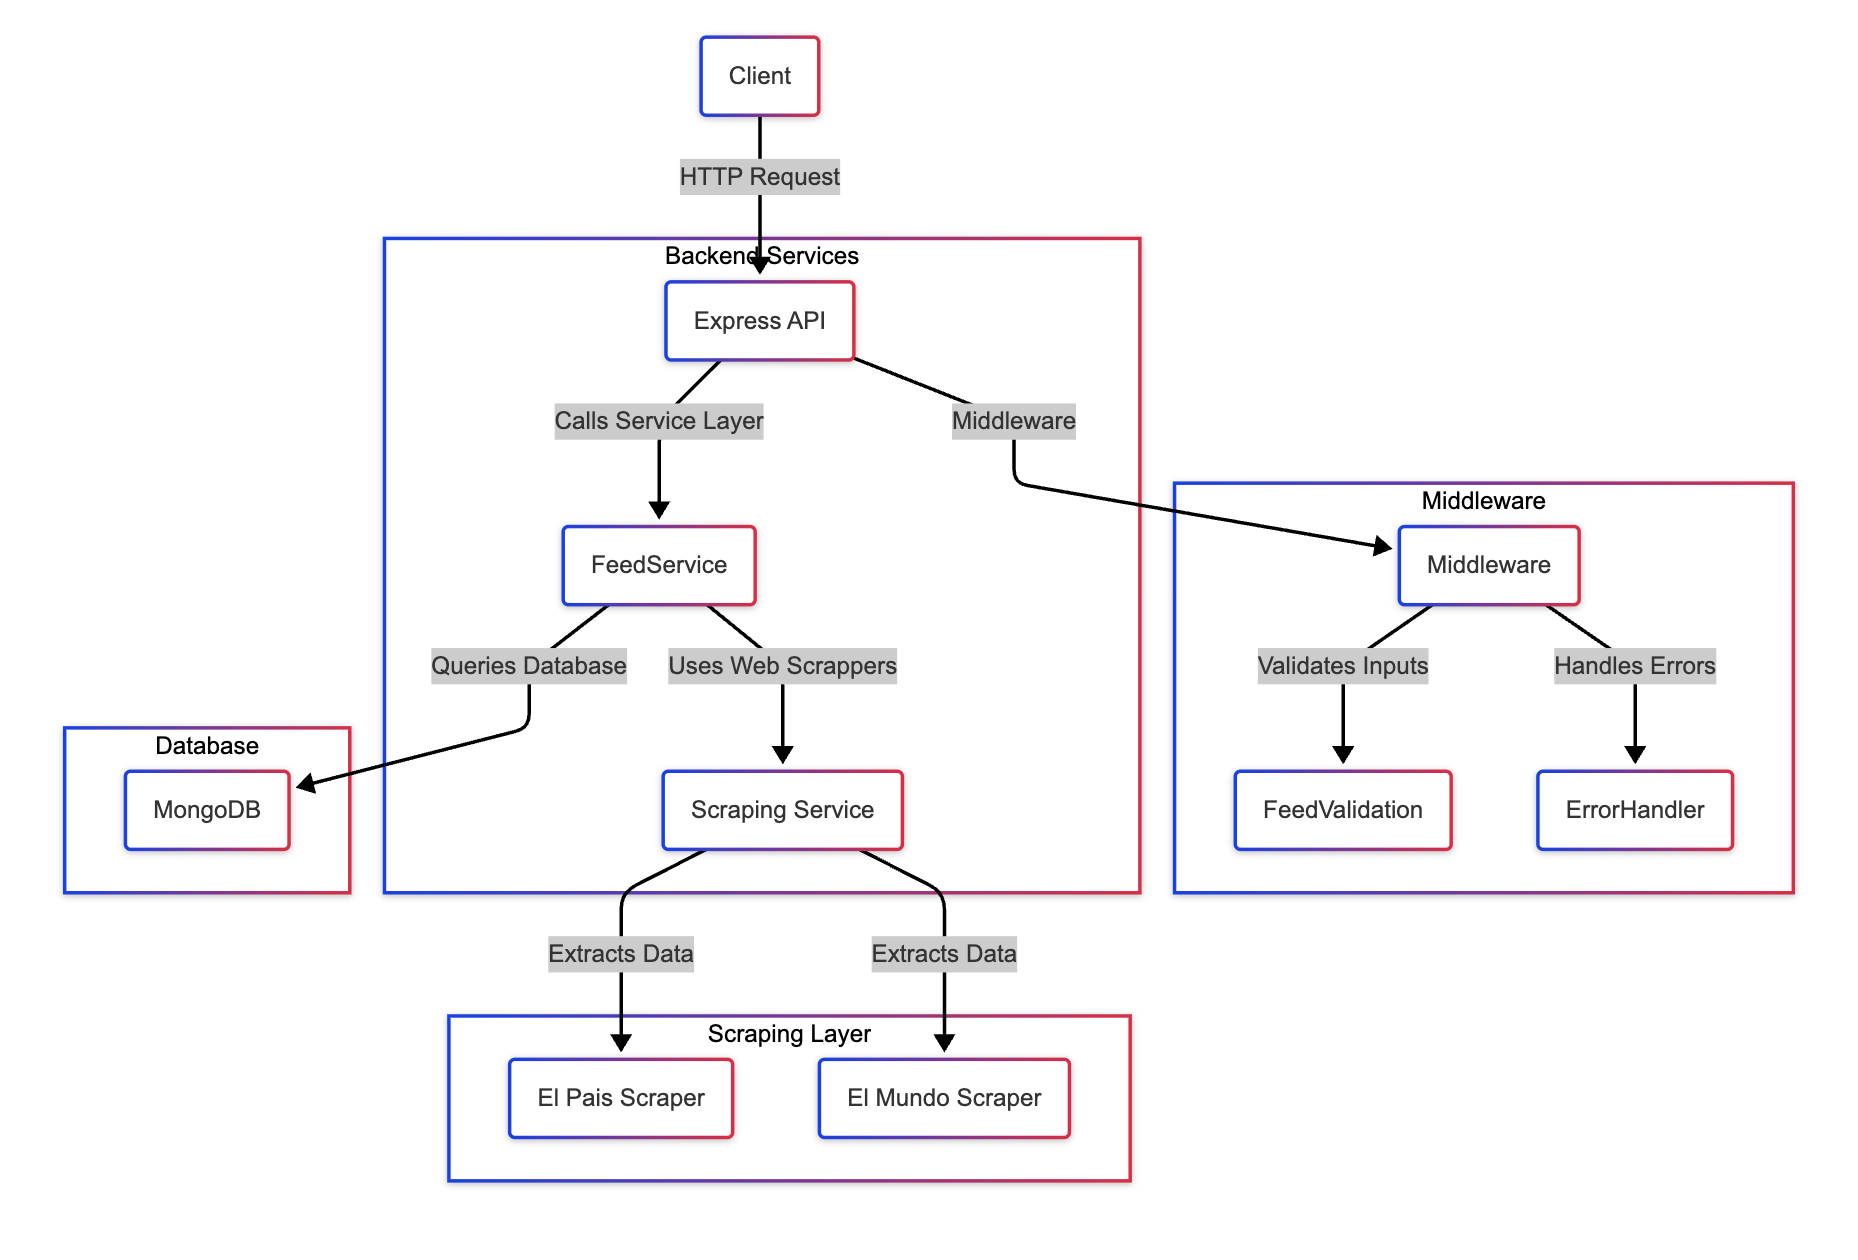 Client
HTTP Request
Backend Services
Express API
Calls Service Layer
Middleware
Middleware
FeedService
Middleware
Queries Database
Uses Web Scrappers
Validates Inputs
Handles Errors
Database
MongoDB
Scraping Service
FeedValidation
ErrorHandler
Extracts Data
Extracts Data
Scraping Layer
El Pais Scraper
El Mundo Scraper